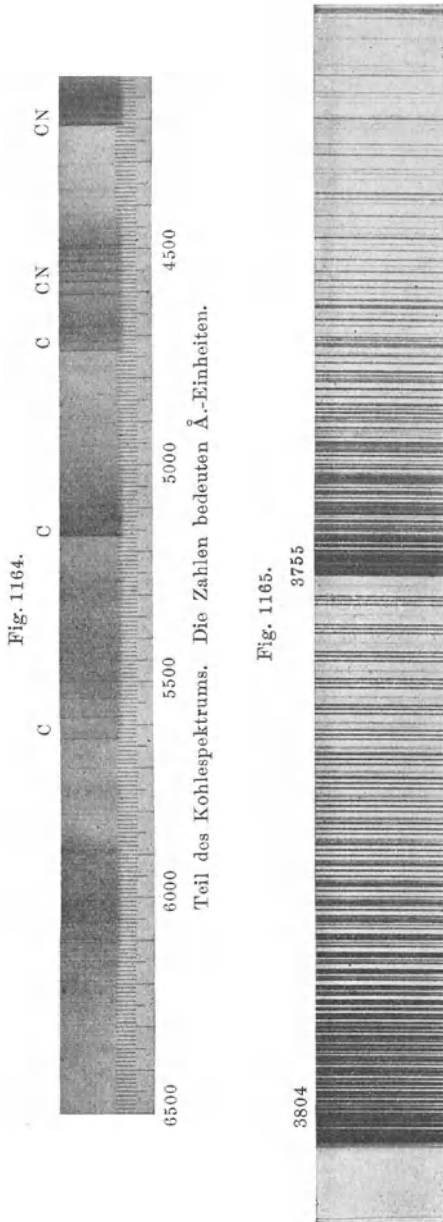 Fig. 1164.
C C C CN CN
6500 6000 5500 5000 4500
Teil des Kohlespektrums. Die Zahlen bedeuten Å.-Einheiten.
Fig. 1165.
3804 3755